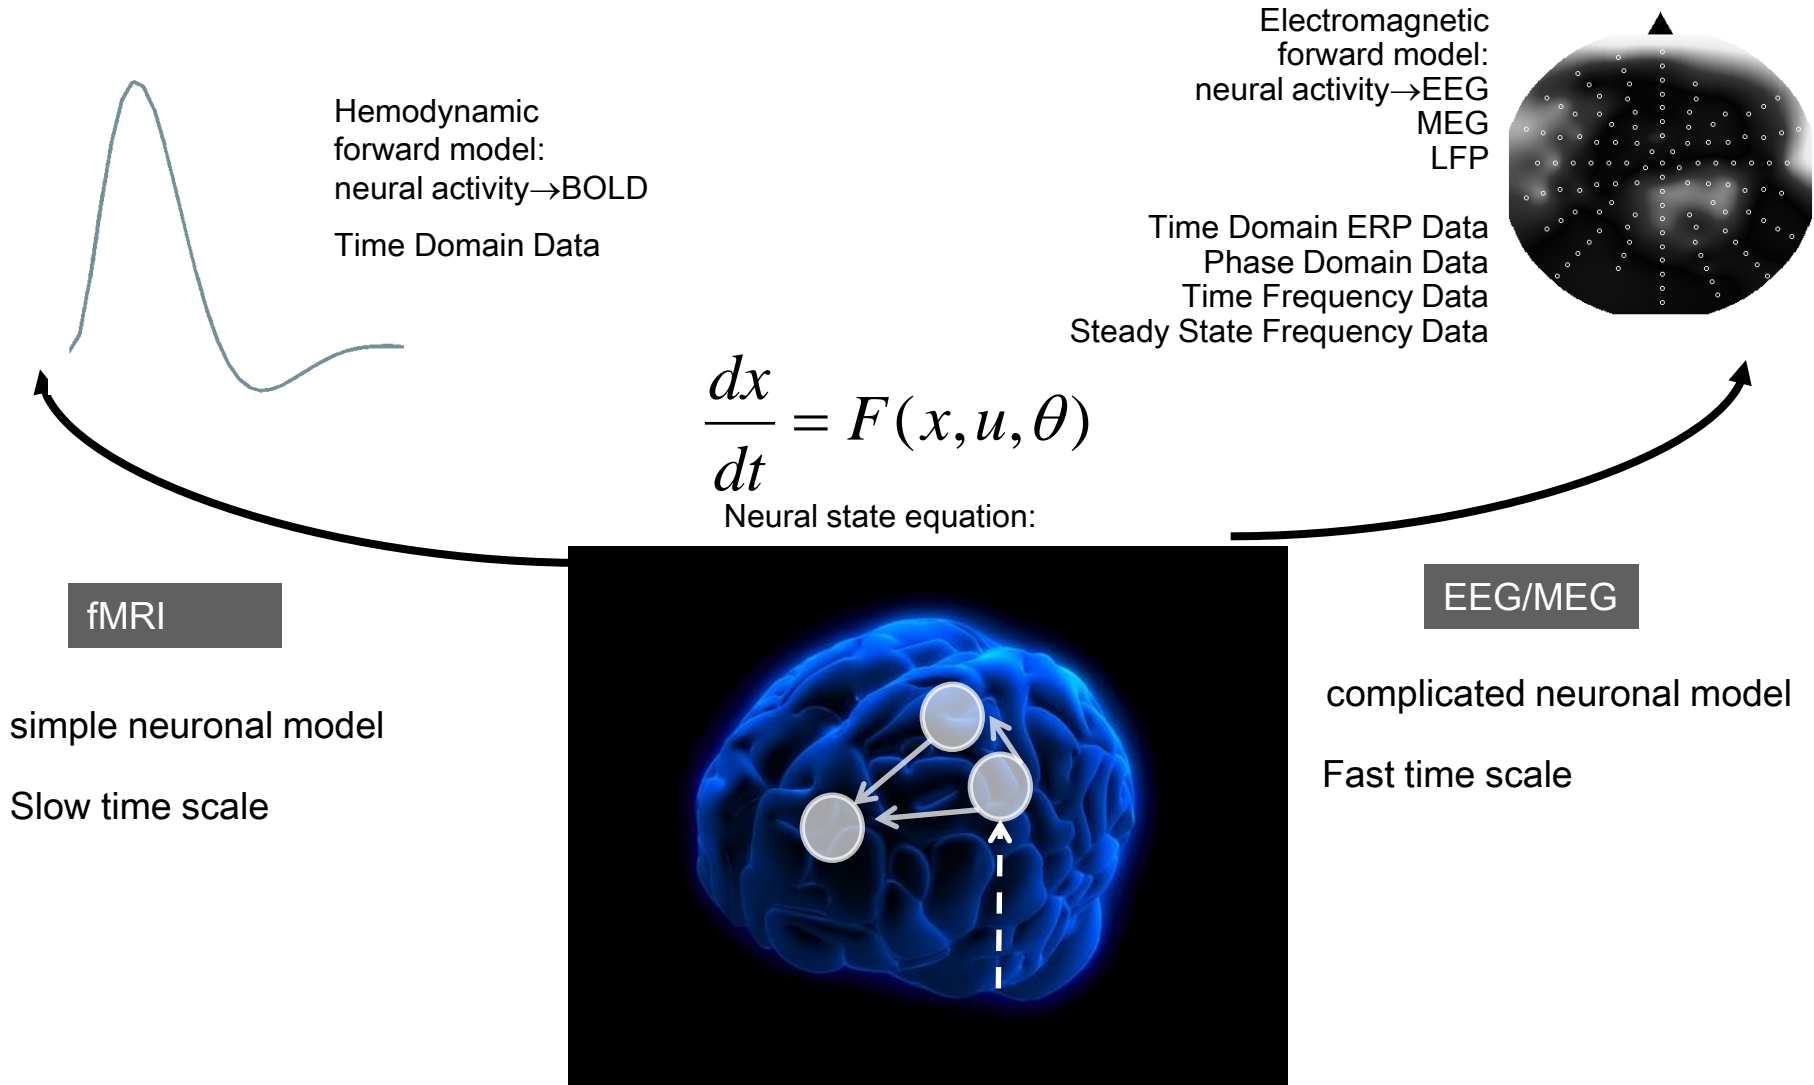 Hemodynamic
forward model:
neural activity→BOLD
Time Domain Data
Electromagnetic
forward model:
neural activity→EEG
MEG
LFP
Time Domain ERP Data
Phase Domain Data
Time Frequency Data
Steady State Frequency Data
dx/dt = F(x, u, θ)
Neural state equation:
fMRI
simple neuronal model
Slow time scale
EEG/MEG
complicated neuronal model
Fast time scale